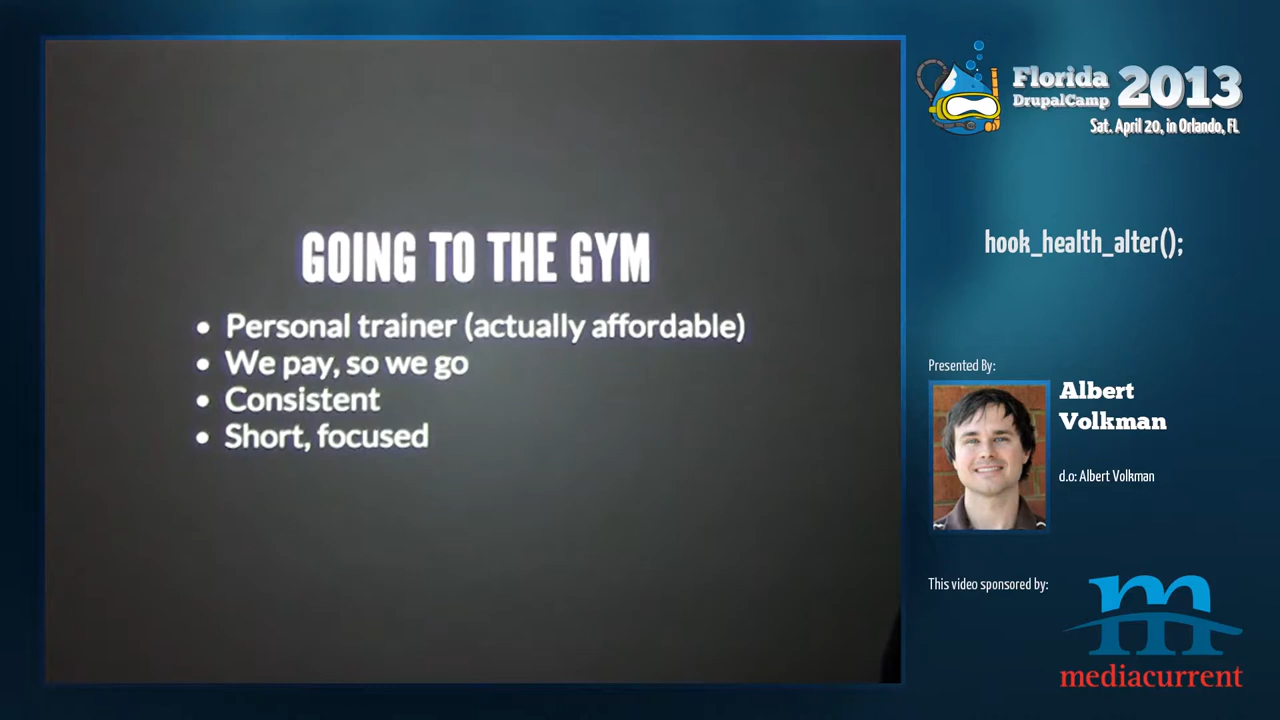 GOING TO THE GYM
• Personal trainer (actually affordable)
• We pay, so we go
• Consistent
• Short, focused
Florida
DrupalCamp
2013
Sat. April 20, in Orlando, FL
hook_health_alter();
Presented By:
Albert
Volkman
d.o: Albert Volkman
This video sponsored by:
m
mediacurrent